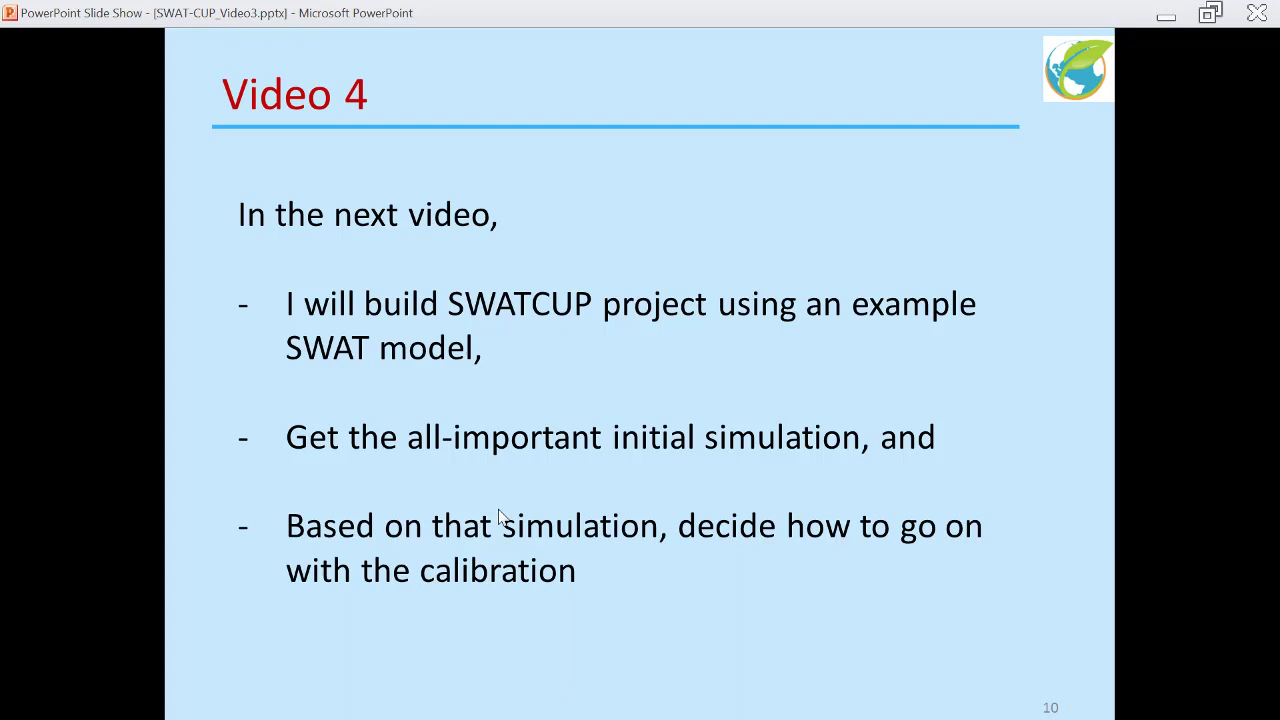 PowerPoint Slide Show - [SWAT-CUP_Video3.pptx] - Microsoft PowerPoint
Video 4
In the next video,
- I will build SWATCUP project using an example
SWAT model,
- Get the all-important initial simulation, and
- Based on that simulation, decide how to go on
with the calibration
10